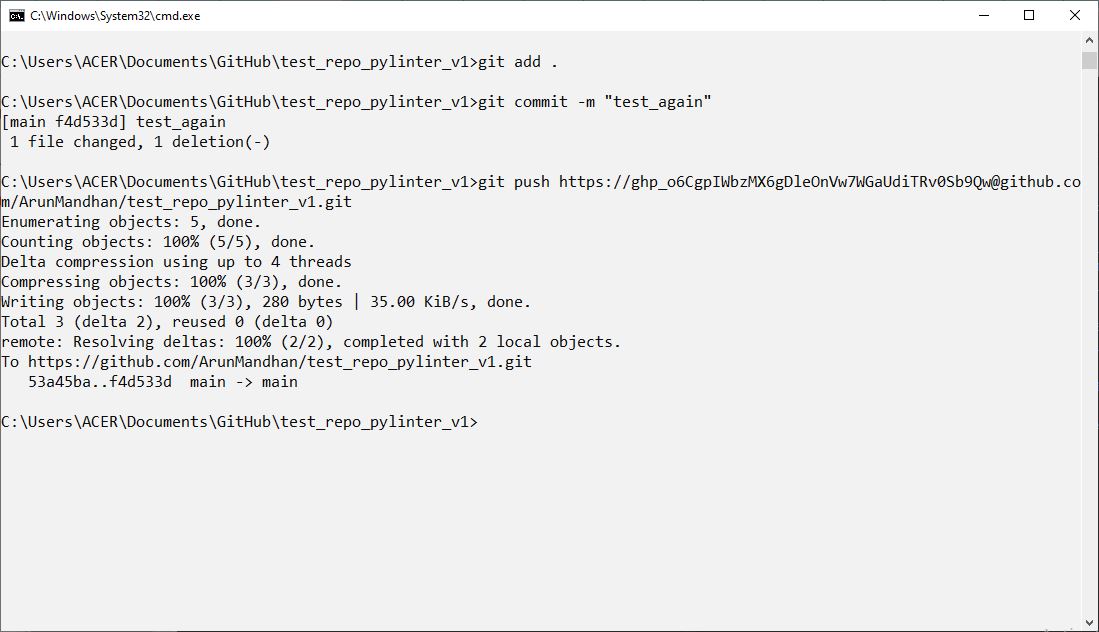 C:\Windows\System32\cmd.exe
C:\Users\ACER\Documents\GitHub\test_repo_pylinter_v1>git add .
C:\Users\ACER\Documents\GitHub\test_repo_pylinter_v1>git commit -m "test_again"
[main f4d533d] test_again
1 file changed, 1 deletion(-)
C:\Users\ACER\Documents\GitHub\test_repo_pylinter_v1>git push https://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@github.co
m/ArunMandhan/test_repo_pylinter_v1.git
Enumerating objects: 5, done.
Counting objects: 100% (5/5), done.
Delta compression using up to 4 threads
Compressing objects: 100% (3/3), done.
Writing objects: 100% (3/3), 280 bytes | 35.00 KiB/s, done.
Total 3 (delta 2), reused 0 (delta 0)
remote: Resolving deltas: 100% (2/2), completed with 2 local objects.
To https://github.com/ArunMandhan/test_repo_pylinter_v1.git
53a45ba..f4d533d  main -> main
C:\Users\ACER\Documents\GitHub\test_repo_pylinter_v1>